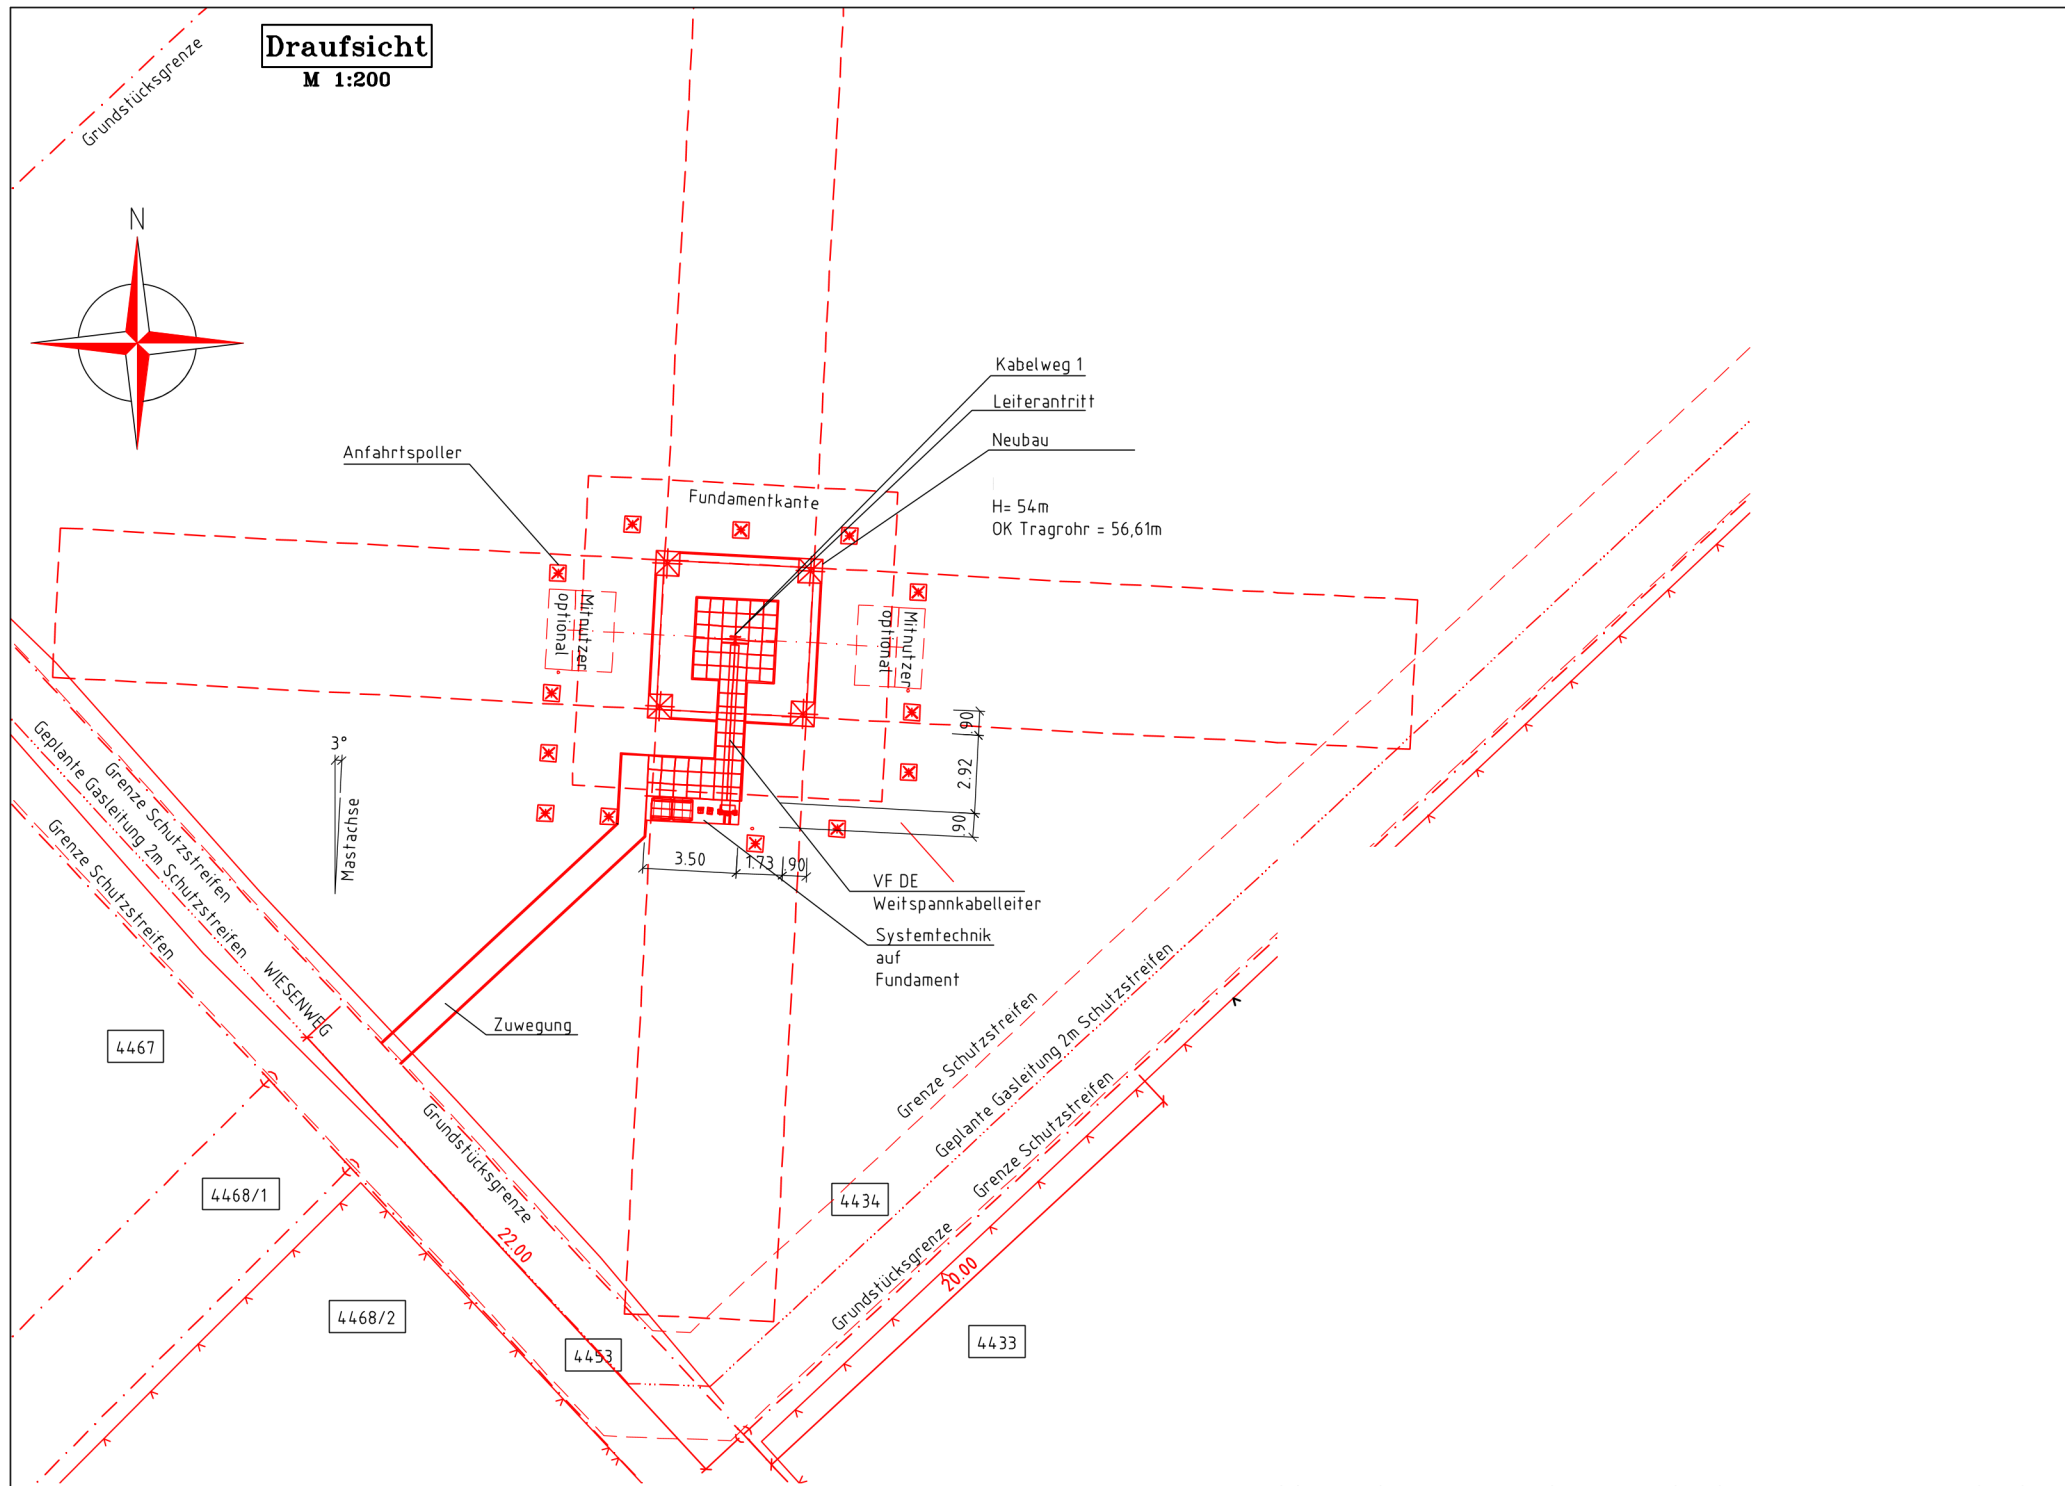 Draufsicht
M 1:200
Grundstücksgrenze
N
Kabelweg 1
Leiterantritt
Neubau
H= 54m
OK Tragrohr = 56,61m
Anfahrtspoller
Fundamentkante
Mitnutzer
optional
Mitnutzer
optional
3°
Mastachse
.90
2.92
.90
3.50
1.73
.90
VF DE
Weitspannkabelleiter
Systemtechnik
auf
Fundament
Zuwegung
Grenze Schutzstreifen
Geplante Gasleitung 2m Schutzstreifen
Grenze Schutzstreifen
WIESENWEG
Grundstücksgrenze
22.00
4467
4468/1
4468/2
4453
Grenze Schutzstreifen
Geplante Gasleitung 2m Schutzstreifen
Grenze Schutzstreifen
Grundstücksgrenze
20.00
4434
4433